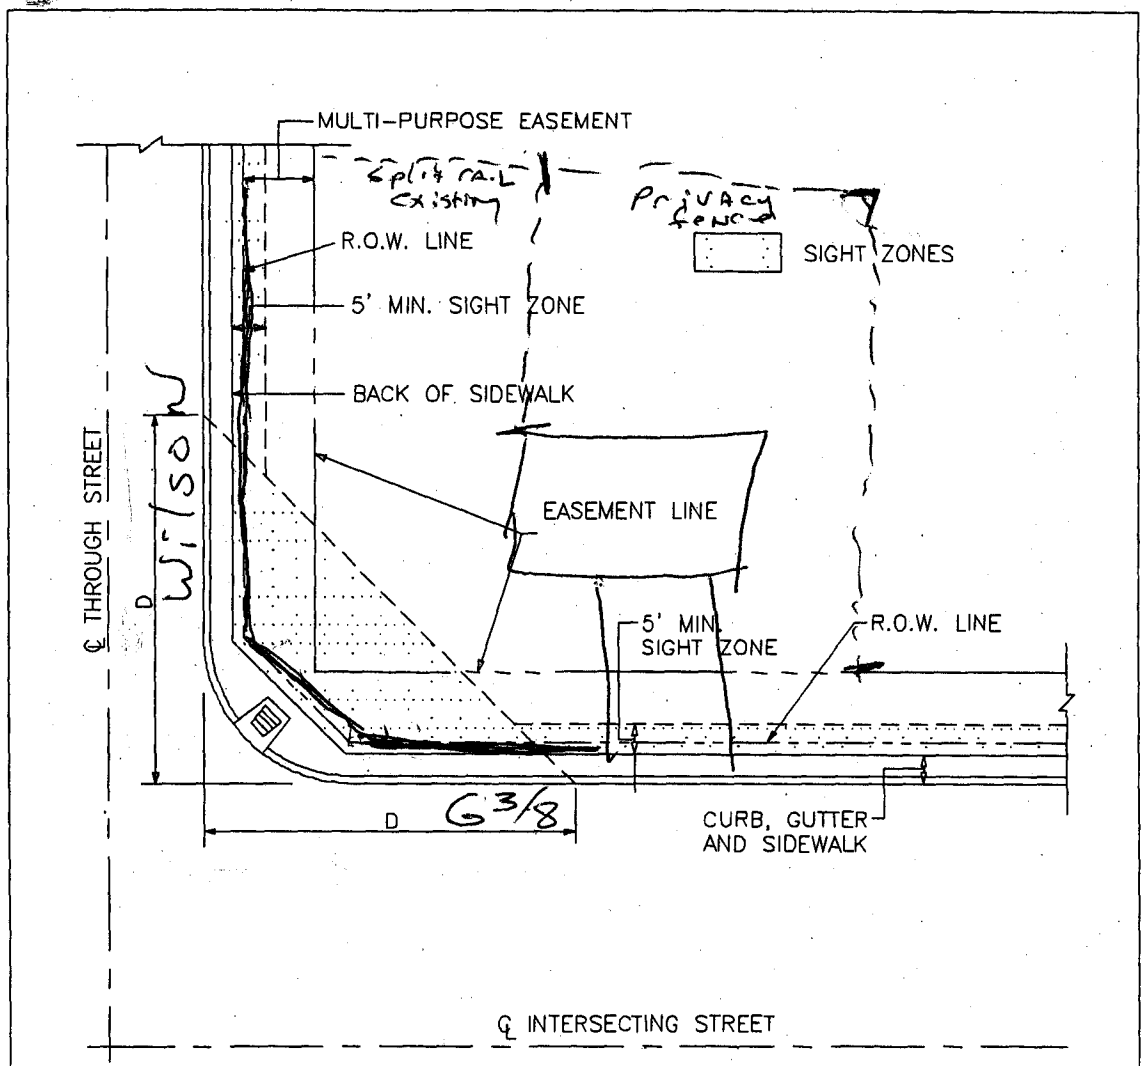 MULTI-PURPOSE EASEMENT
Split rail
existing
Privacy
fence
R.O.W. LINE
SIGHT ZONES
5' MIN. SIGHT ZONE
BACK OF SIDEWALK
℄ THROUGH STREET
D
Wilson
EASEMENT LINE
5' MIN.
SIGHT ZONE
R.O.W. LINE
D
G 3/8
CURB, GUTTER
AND SIDEWALK
℄ INTERSECTING STREET